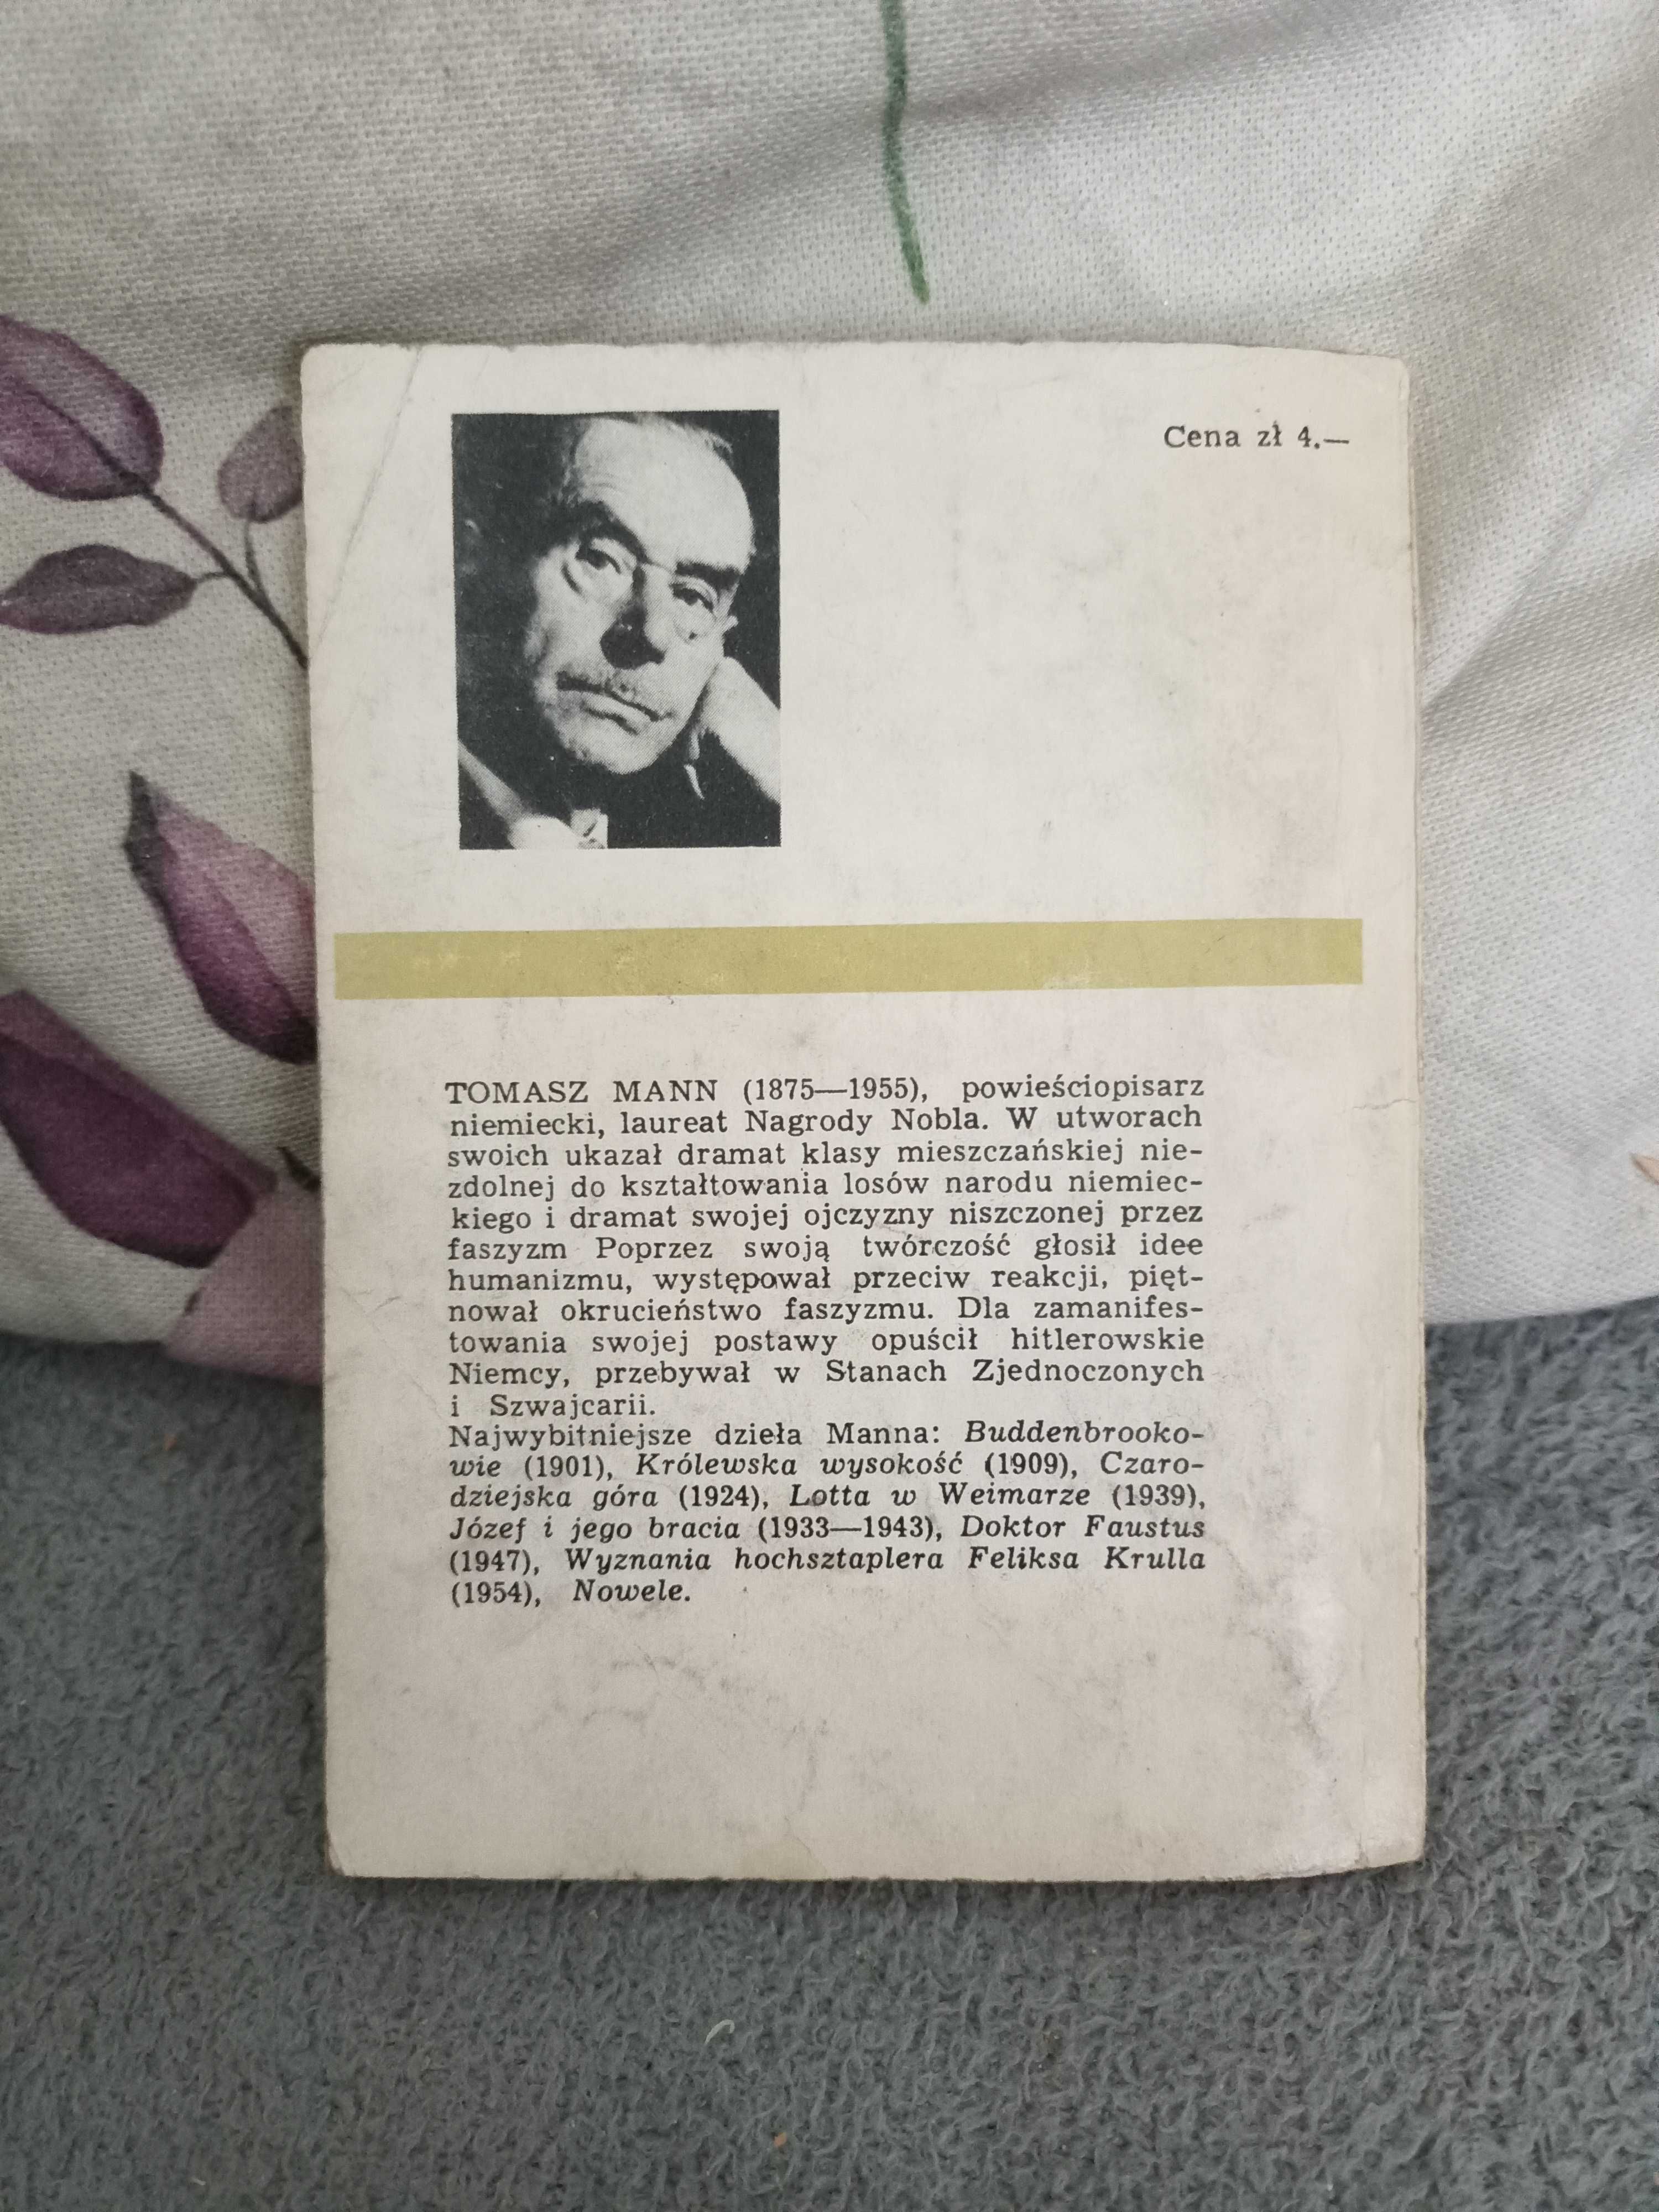 Cena zł 4.—
TOMASZ MANN (1875—1955), powieściopisarz
niemiecki, laureat Nagrody Nobla. W utworach
swoich ukazał dramat klasy mieszczańskiej nie-
zdolnej do kształtowania losów narodu niemiec-
kiego i dramat swojej ojczyzny niszczonej przez
faszyzm Poprzez swoją twórczość głosił idee
humanizmu, występował przeciw reakcji, pięt-
nował okrucieństwo faszyzmu. Dla zamanifes-
towania swojej postawy opuścił hitlerowskie
Niemcy, przebywał w Stanach Zjednoczonych
i Szwajcarii.
Najwybitniejsze dzieła Manna: Buddenbrooko-
wie (1901), Królewska wysokość (1909), Czaro-
dziejska góra (1924), Lotta w Weimarze (1939),
Józef i jego bracia (1933—1943), Doktor Faustus
(1947), Wyznania hochsztaplera Feliksa Krulla
(1954), Nowele.